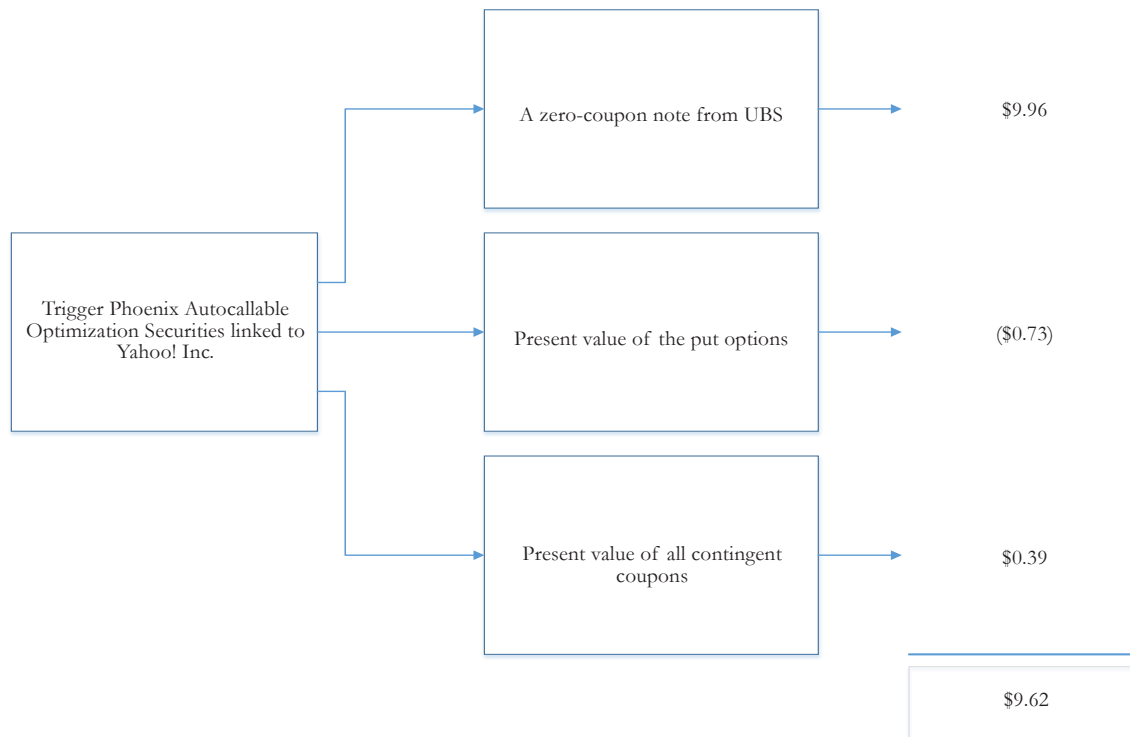 A zero-coupon note from UBS
$9.96
Trigger Phoenix Autocallable
Optimization Securities linked to
Yahoo! Inc.
Present value of the put options
($0.73)
Present value of all contingent
coupons
$0.39
$9.62